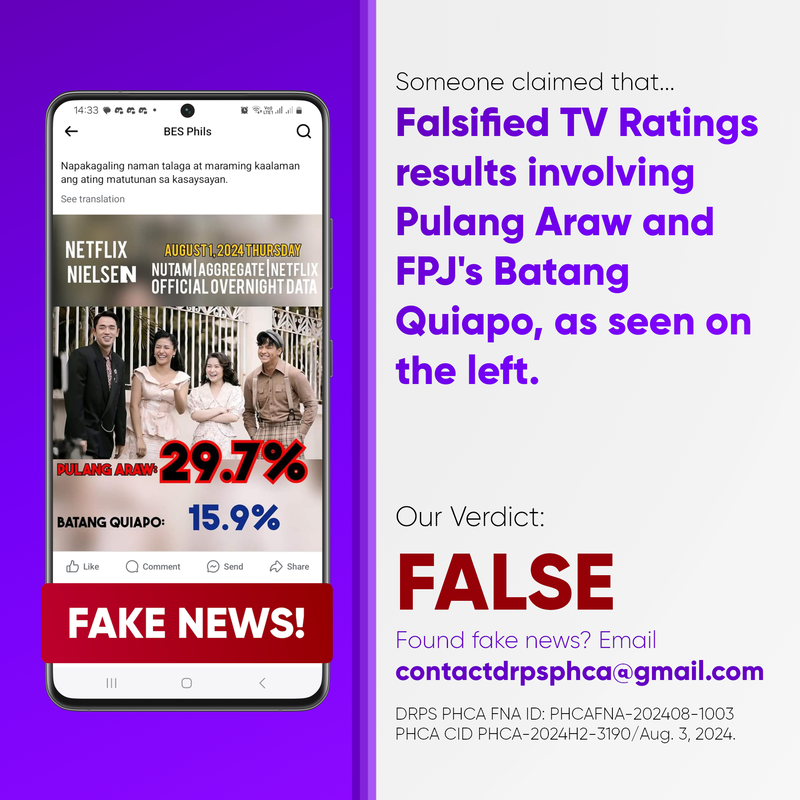 14:33
BES Phils
Napakagaling naman talaga at maraming kaalaman
ang ating matutunan sa kasaysayan.
See translation
NETFLIX
NIELSEN
AUGUST 1, 2024 THURSDAY
NUTAM|AGGREGATE|NETFLIX
OFFICIAL OVERNIGHT DATA
PULANG ARAW: 29.7%
BATANG QUIAPO: 15.9%
Like Comment Send Share
FAKE NEWS!
Someone claimed that...
Falsified TV Ratings
results involving
Pulang Araw and
FPJ's Batang
Quiapo, as seen on
the left.
Our Verdict:
FALSE
Found fake news? Email
contactdrpsphca@gmail.com
DRPS PHCA FNA ID: PHCAFNA-202408-1003
PHCA CID PHCA-2024H2-3190/Aug. 3, 2024.